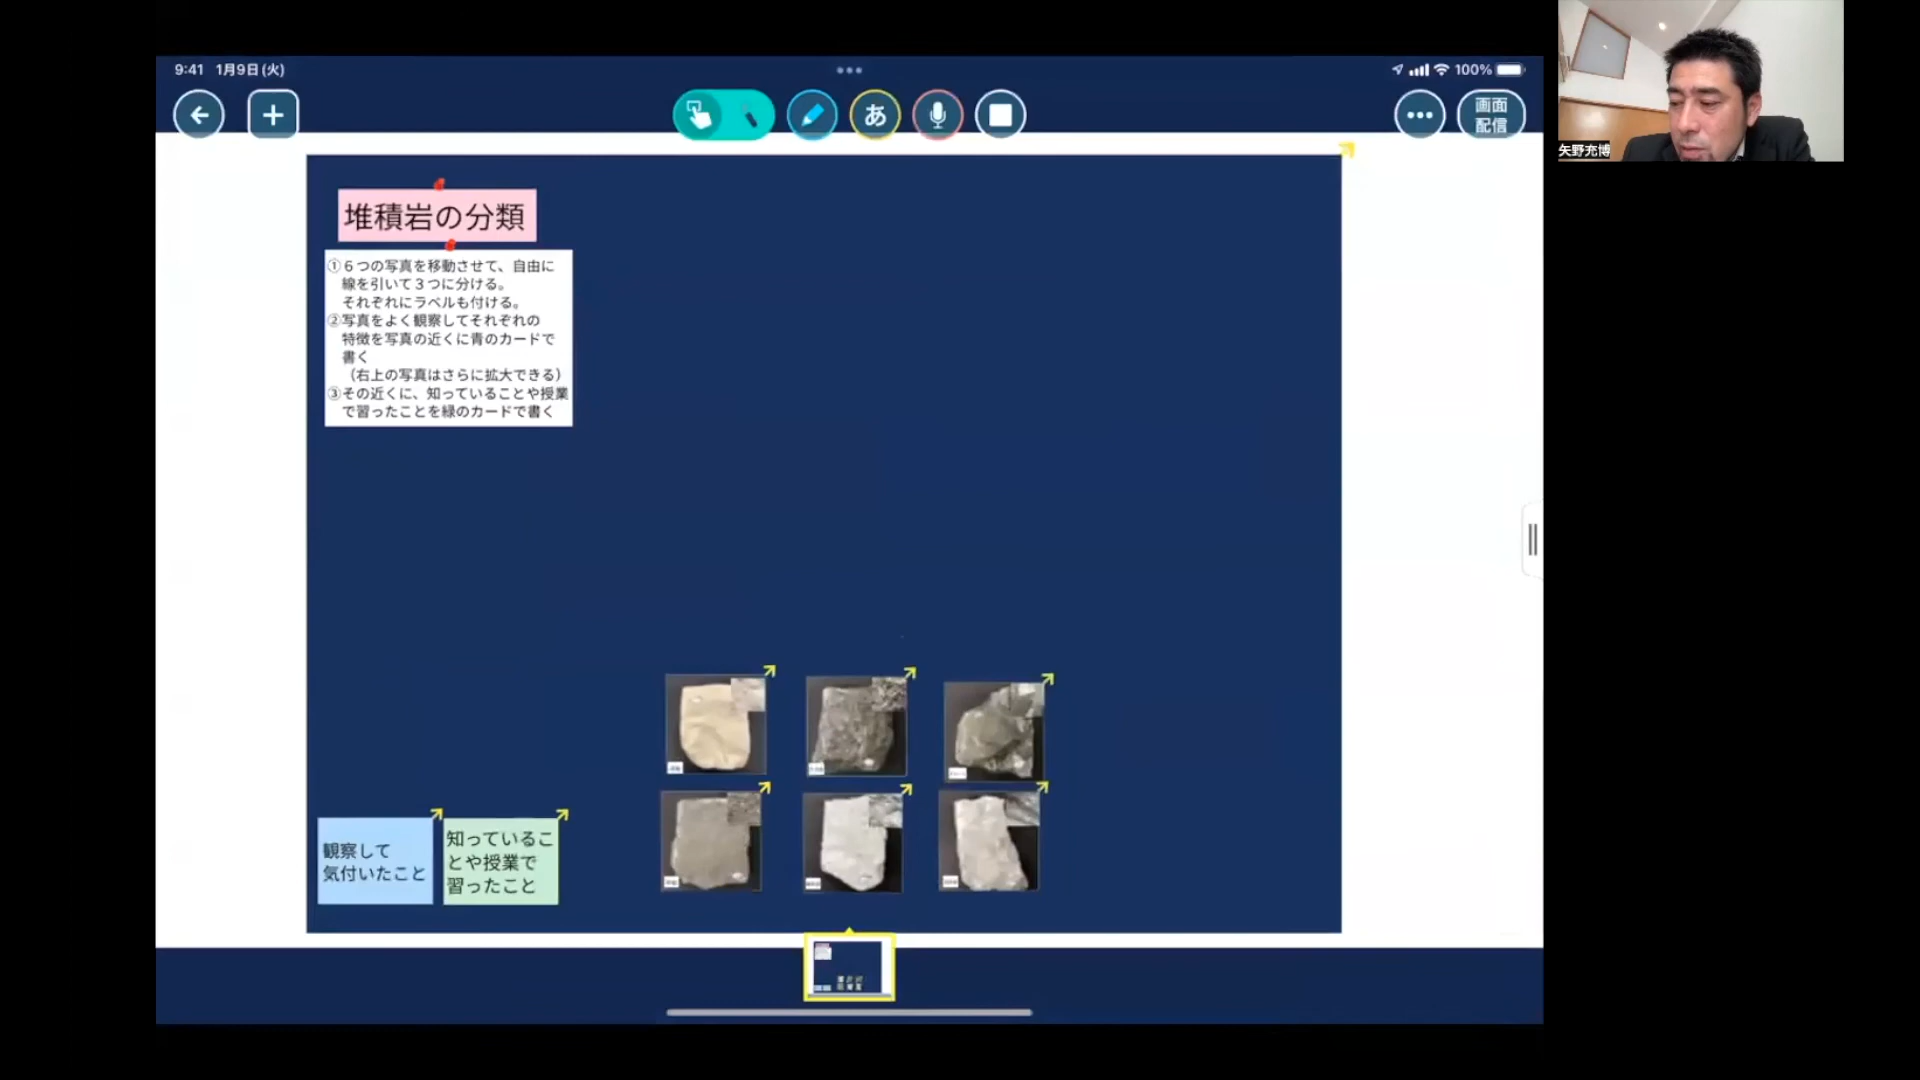 9:41 1月9日(火)
100%
あ
画面
配信
矢野充博
堆積岩の分類
①６つの写真を移動させて、自由に
線を引いて３つに分ける。
それぞれにラベルも付ける。
②写真をよく観察してそれぞれの
特徴を写真の近くに青のカードで
書く
（右上の写真はさらに拡大できる）
③その近くに、知っていることや授業
で習ったことを緑のカードで書く
観察して
気付いたこと
知っているこ
とや授業で
習ったこと